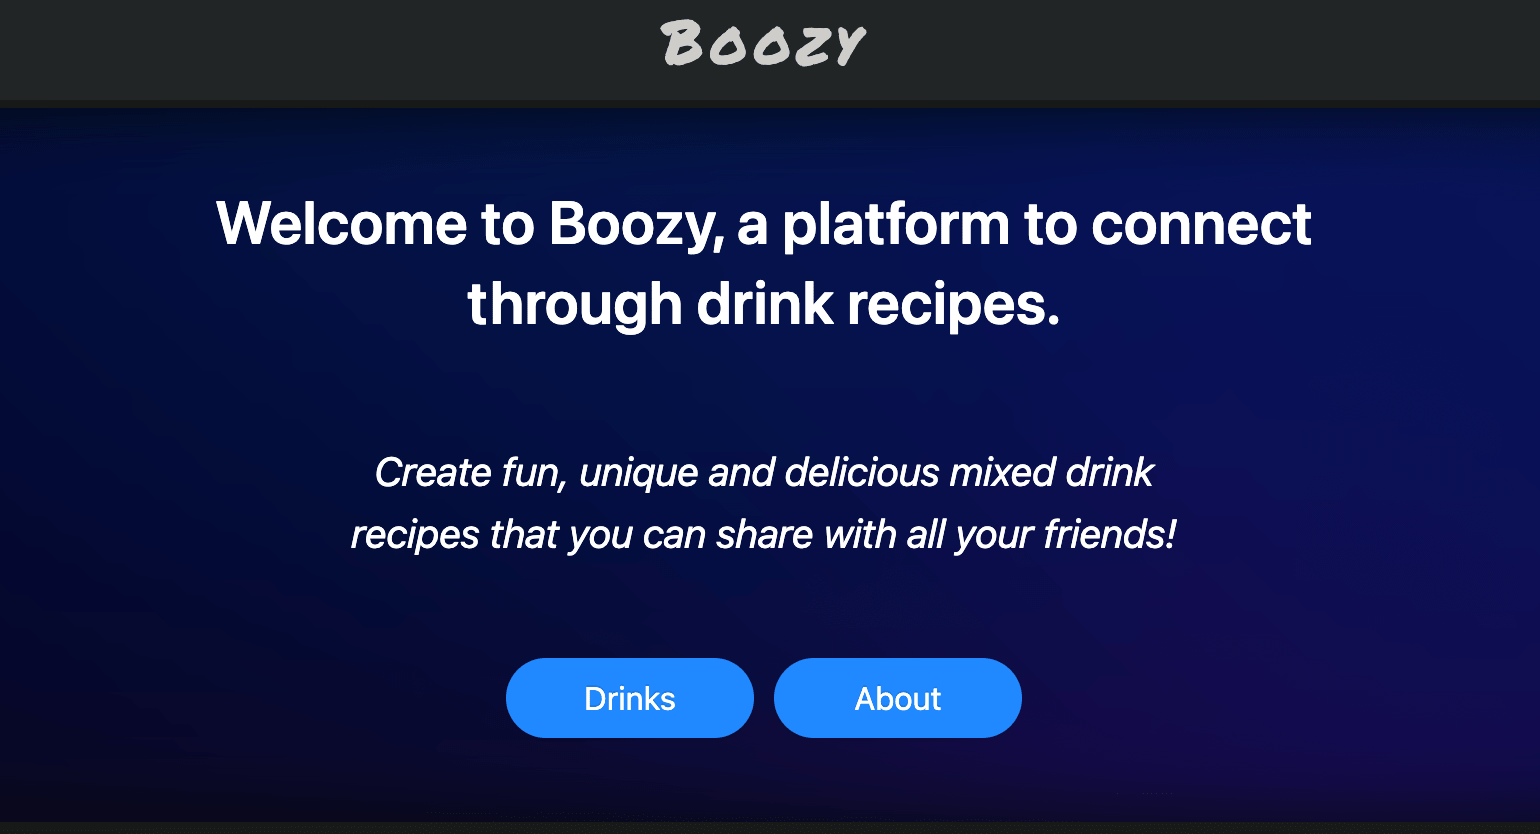 Boozy
Welcome to Boozy, a platform to connect
through drink recipes.
Create fun, unique and delicious mixed drink
recipes that you can share with all your friends!
Drinks
About